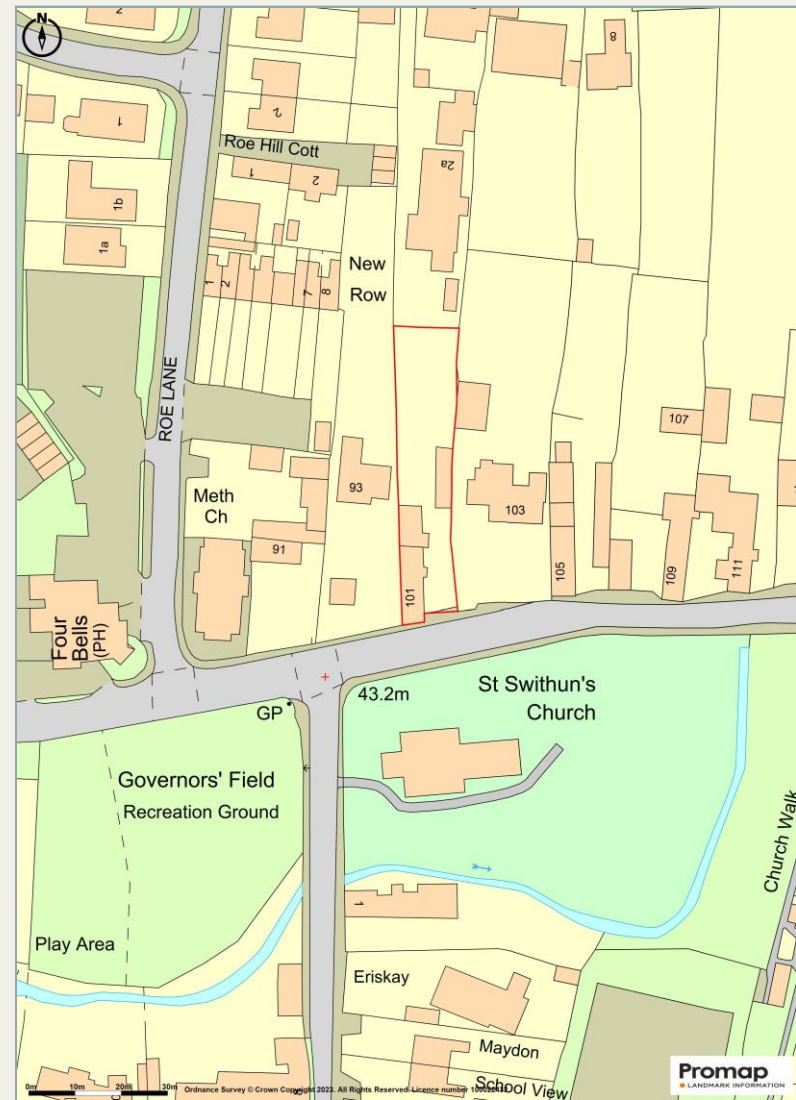 N
2
8
1
2
Roe Hill Cott
1
2
2a
1b
1a
New
Row
1
2
7
8
ROE LANE
107
Meth
Ch
93
103
91
105
109
111
101
Four
Bells
(PH)
43.2m
GP
St Swithun's
Church
Governors' Field
Recreation Ground
Church Walk
Play Area
1
Eriskay
Maydon
School View
0m
10m
20m
30m
Ordnance Survey © Crown Copyright 2023. All Rights Reserved. Licence number
Promap
LANDMARK INFORMATION